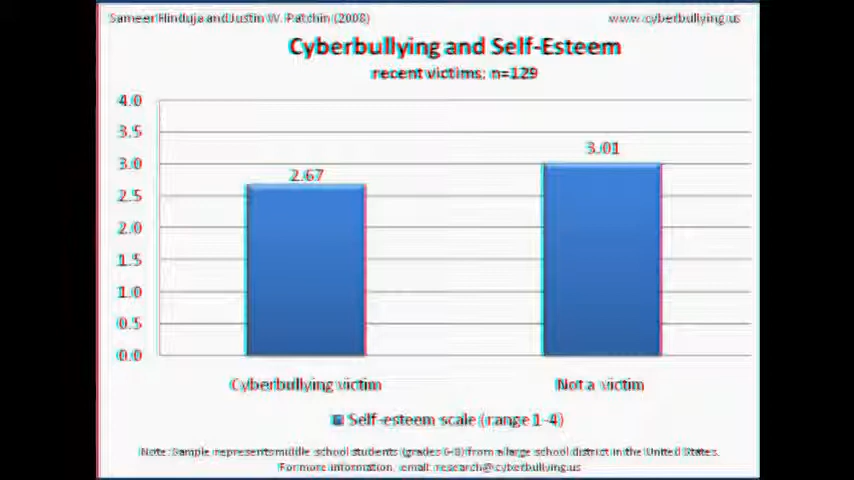 Sameer Hinduja and Justin W. Patchin (2008)
www.cyberbullying.us
Cyberbullying and Self-Esteem
recent victims; n=129
4.0
3.5
3.0
2.5
2.0
1.5
1.0
0.5
0.0
2.67
3.01
Cyberbullying victim
Not a victim
Self-esteem scale (range 1-4)
Note: Sample represents middle school students (grades 6-8) from a large school district in the United States.
For more information, email: research@cyberbullying.us